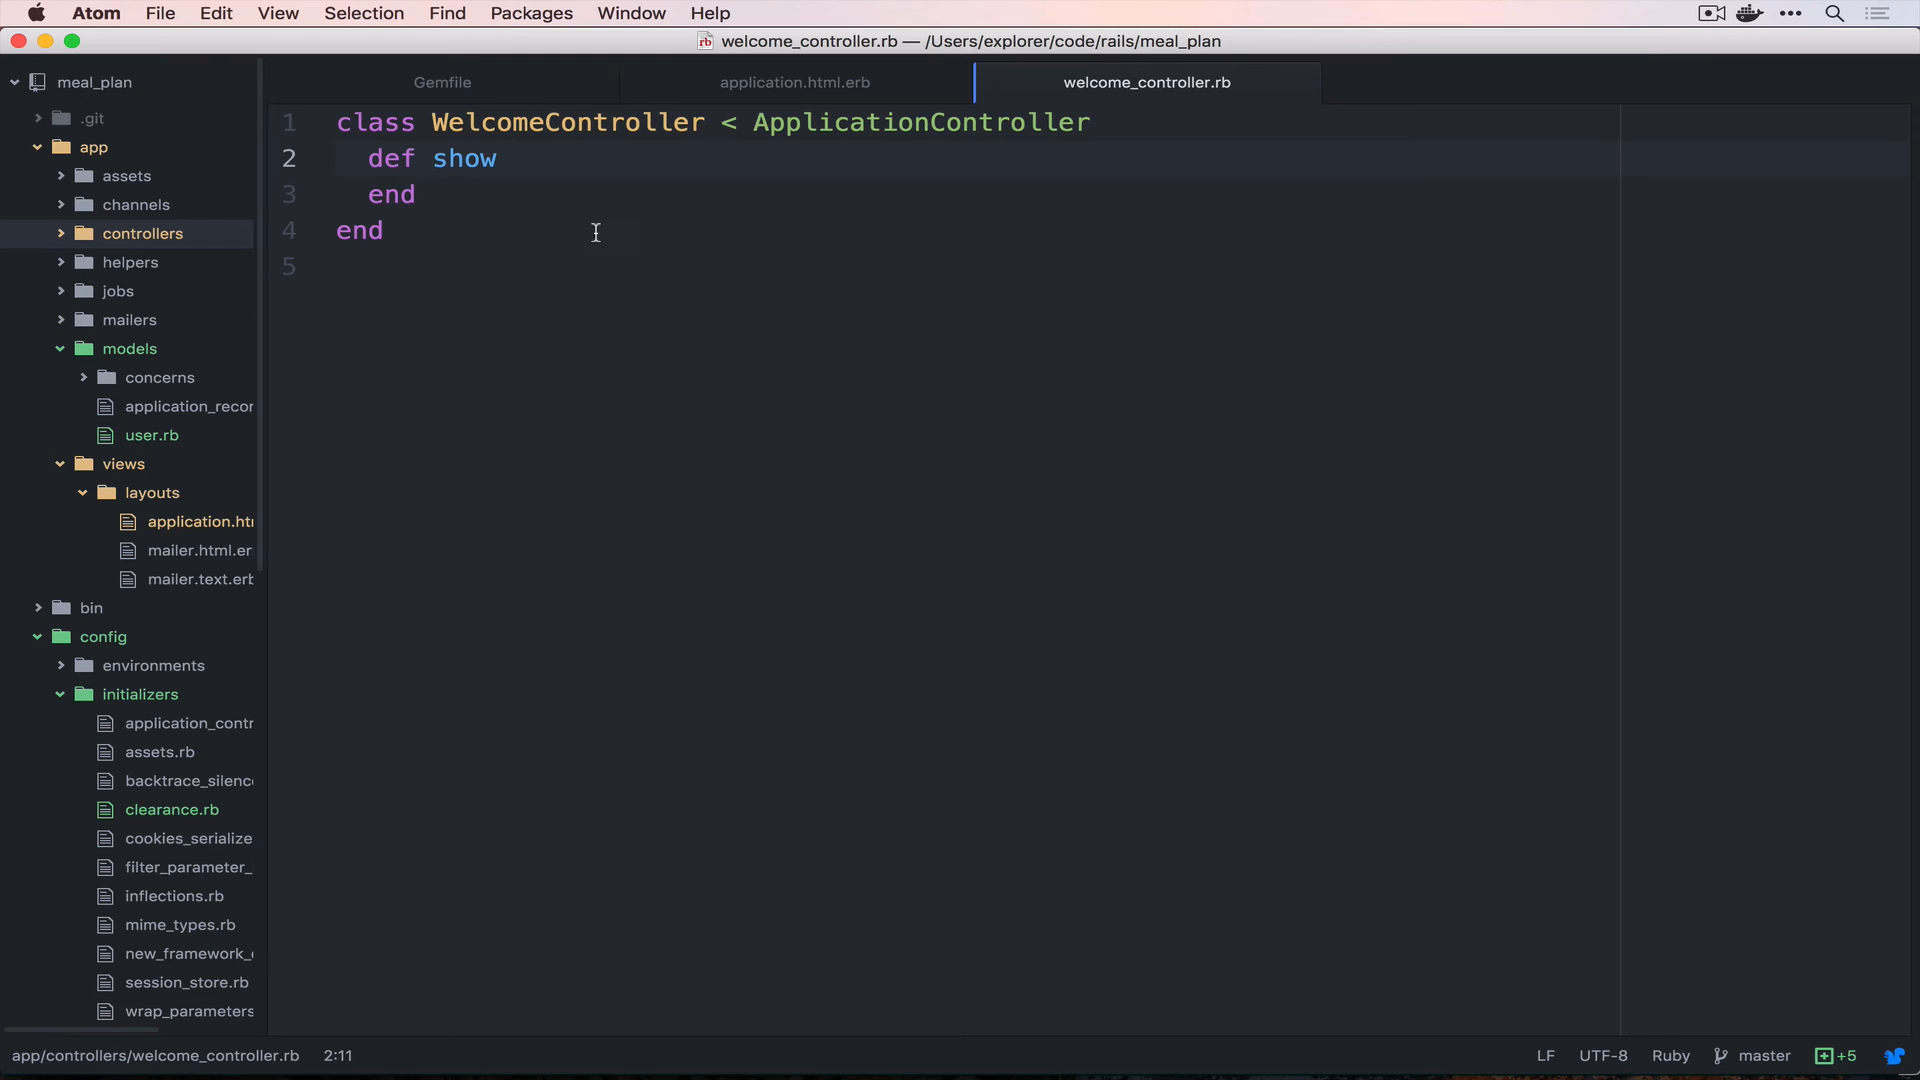 Atom File Edit View Selection Find Packages Window Help
welcome_controller.rb — /Users/explorer/code/rails/meal_plan
meal_plan
.git
app
assets
channels
controllers
helpers
jobs
mailers
models
concerns
application_recor
user.rb
views
layouts
application.ht
mailer.html.er
mailer.text.erb
bin
config
environments
initializers
application_contr
assets.rb
backtrace_silenc
clearance.rb
cookies_serialize
filter_parameter_
inflections.rb
mime_types.rb
new_framework_
session_store.rb
wrap_parameters
Gemfile application.html.erb welcome_controller.rb
1 class WelcomeController < ApplicationController
2 def show
3 end
4 end
5
app/controllers/welcome_controller.rb 2:11 LF UTF-8 Ruby master +5